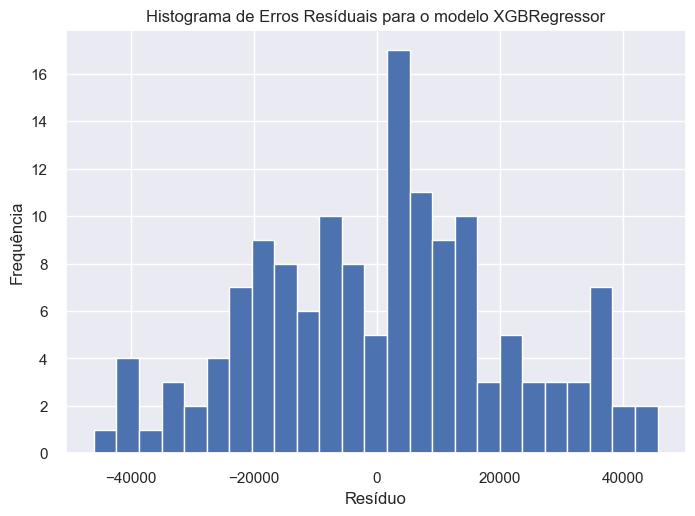 Histograma de Erros Resíduais para o modelo XGBRegressor
16
14
12
10
8
6
4
2
0
Frequência
−40000 −20000 0 20000 40000
Resíduo